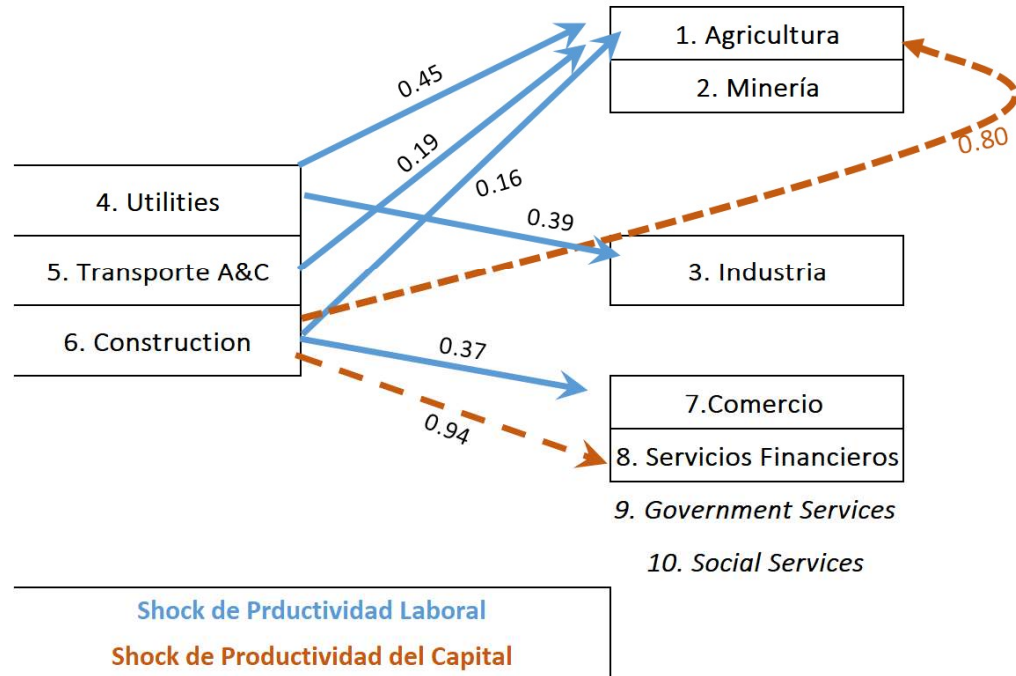 1. Agricultura
2. Minería
0.45
0.19
0.16
0.80
4. Utilities
0.39
5. Transporte A&C
3. Industria
6. Construction
0.37
7.Comercio
0.94
8. Servicios Financieros
9. Government Services
10. Social Services
Shock de Prductividad Laboral
Shock de Productividad del Capital